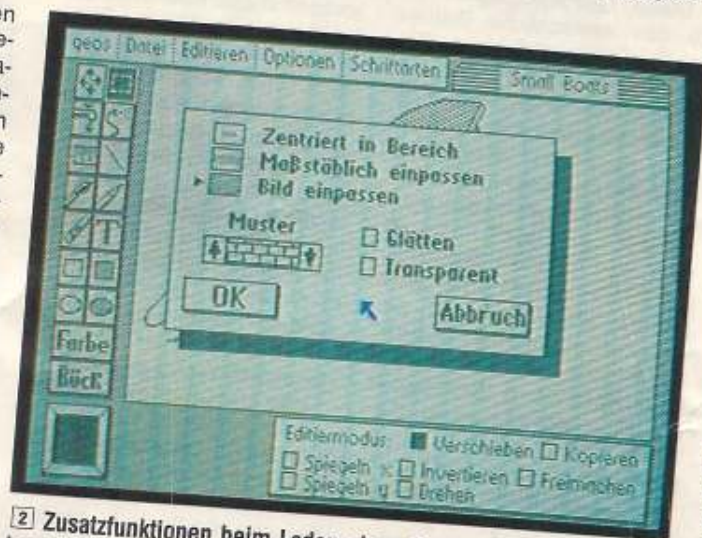 geos Datei Editieren Optionen Schriftarten Small Boats
Zentriert in Bereich
Maßstäblich einpassen
Bild einpassen
Muster
Glätten
Transparent
OK
Abbruch
T
Farbe
Rück
Editiermodus: Verschieben Kopieren
Spiegeln x Invertieren Freimachen
Spiegeln y Drehen
2 Zusatzfunktionen beim Laden